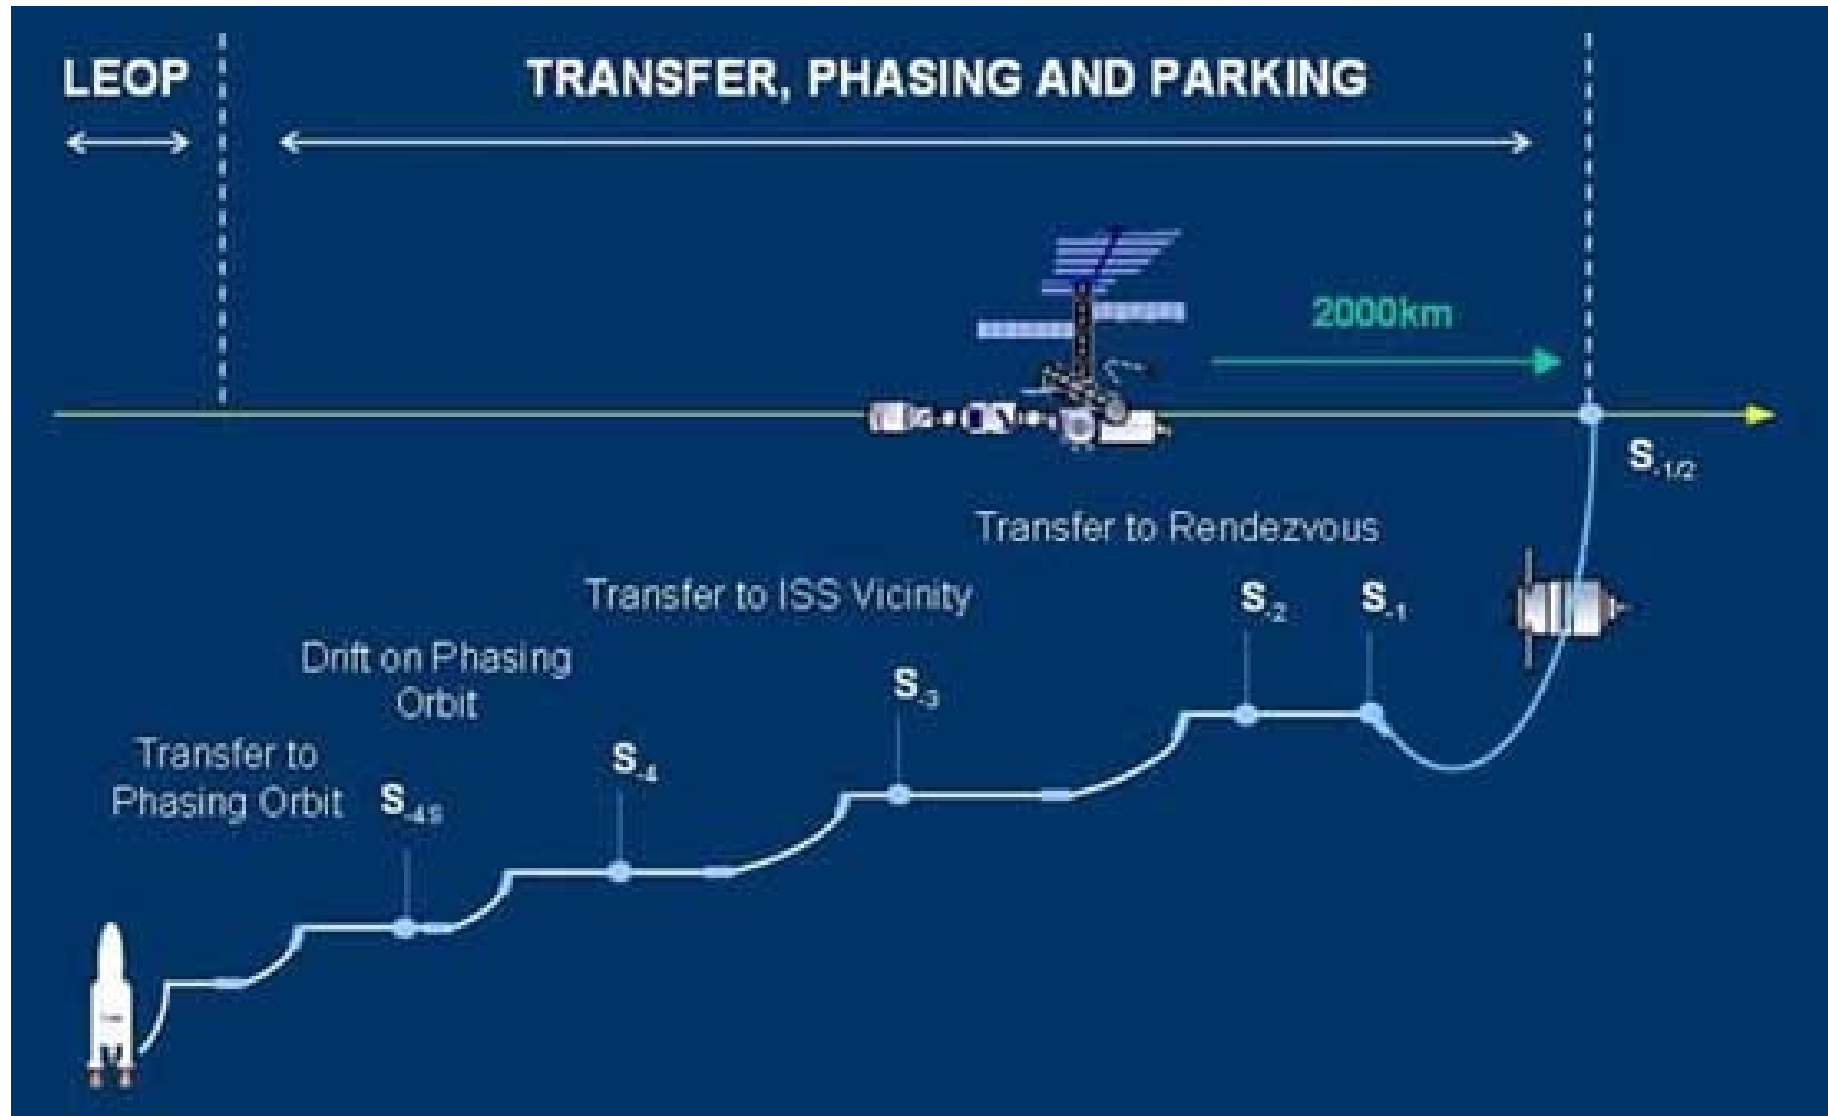 LEOP
TRANSFER, PHASING AND PARKING
2000km
S-1/2
Transfer to Rendezvous
Transfer to ISS Vicinity
S-2
S-1
Drift on Phasing
Orbit
S-3
Transfer to
Phasing Orbit
S-4